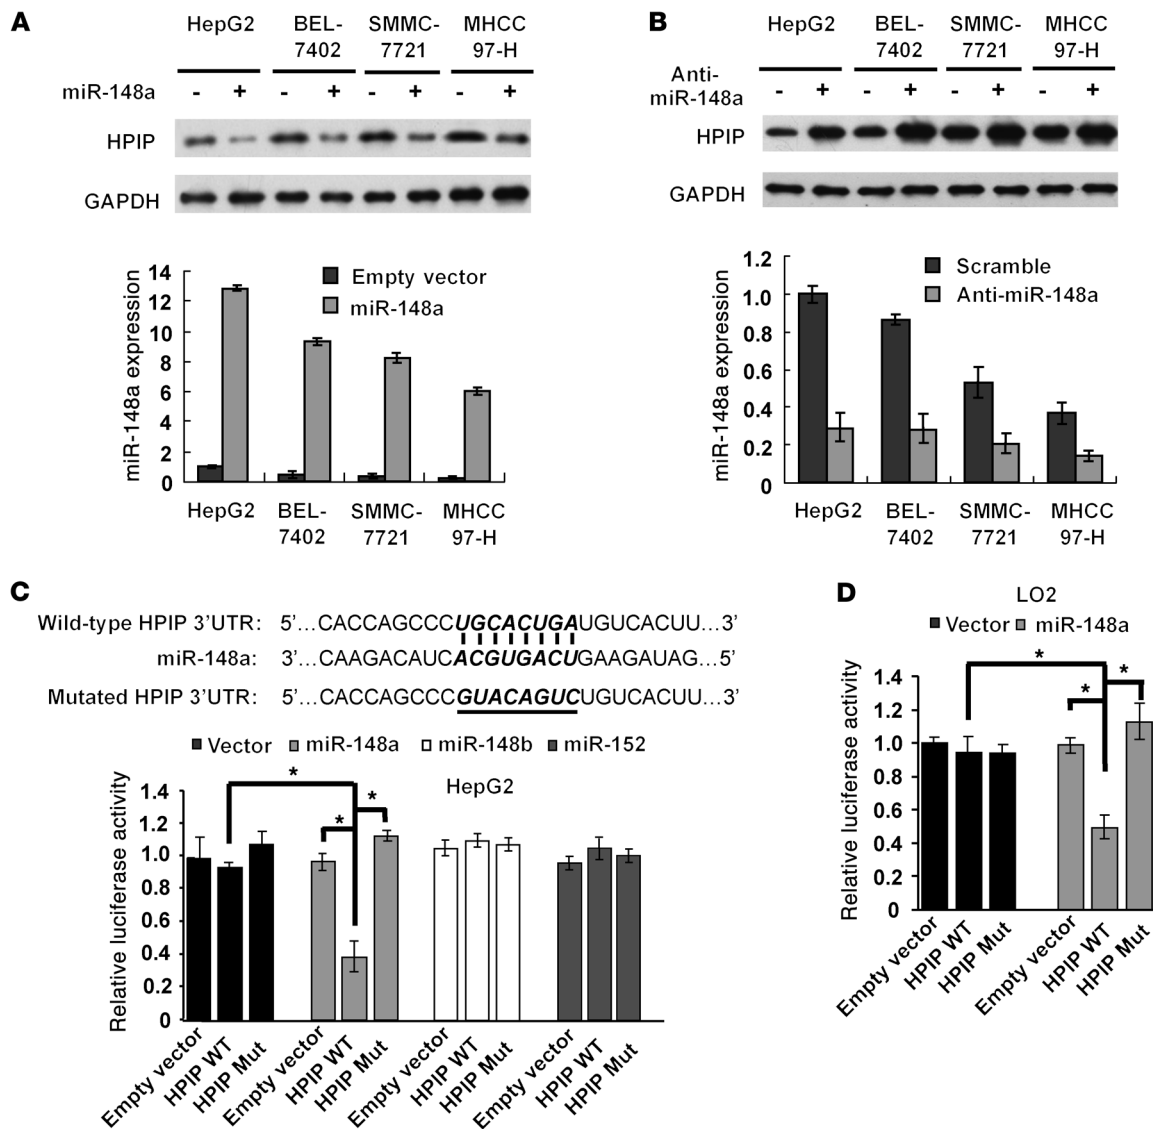 A
HepG2 BEL-7402 SMMC-7721 MHCC 97-H
miR-148a - + - + - + - +
HPIP
GAPDH
miR-148a expression
14
12
10
8
6
4
2
0
Empty vector
miR-148a
HepG2 BEL-7402 SMMC-7721 MHCC 97-H
B
HepG2 BEL-7402 SMMC-7721 MHCC 97-H
Anti-miR-148a - + - + - + - +
HPIP
GAPDH
miR-148a expression
1.2
1.0
0.8
0.6
0.4
0.2
0
Scramble
Anti-miR-148a
HepG2 BEL-7402 SMMC-7721 MHCC 97-H
C
Wild-type HPIP 3’UTR: 5’...CACCAGCCCUGCACUGAUGUCACUU...3’
miR-148a: 3’...CAAGACAUCACGUGACUGAAGAUAG...5’
Mutated HPIP 3’UTR: 5’...CACCAGCCCGUACAGUCUGUCACUU...3’
Vector miR-148a miR-148b miR-152
HepG2
Relative luciferase activity
1.4
1.2
1.0
0.8
0.6
0.4
0.2
0
* * *
Empty vector HPIP WT HPIP Mut Empty vector HPIP WT HPIP Mut Empty vector HPIP WT HPIP Mut Empty vector HPIP WT HPIP Mut
D
LO2
Vector miR-148a
Relative luciferase activity
1.4
1.2
1.0
0.8
0.6
0.4
0.2
0
* * *
Empty vector HPIP WT HPIP Mut Empty vector HPIP WT HPIP Mut